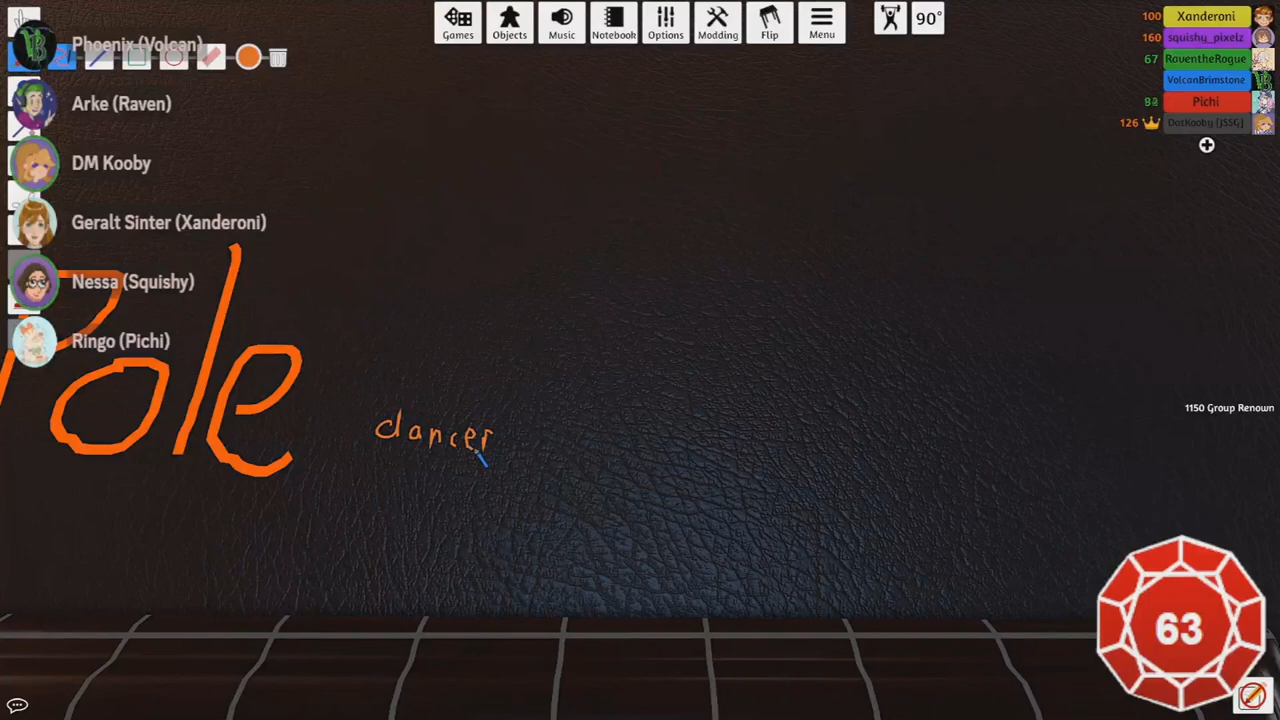 Games Objects Music Notebook Options Modding Flip Menu 90°
100 Xanderoni
160 squishy_pixelz
67 RaventheRogue
VolcanBrimstone
Pichi
126 DatKooby [JSSG]
Phoenix (Volcan)
Arke (Raven)
DM Kooby
Geralt Sinter (Xanderoni)
Nessa (Squishy)
Ringo (Pichi)
Pole
dancer
1150 Group Renown
63